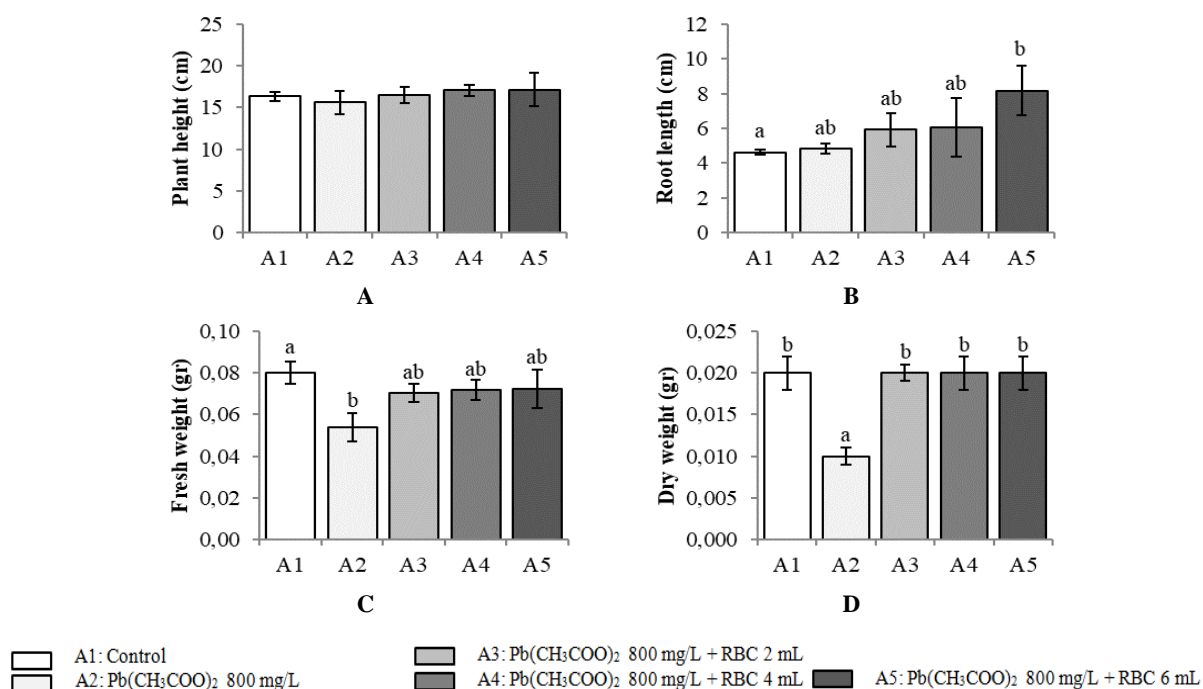 Plant height (cm)
25
20
15
10
5
0
A1 A2 A3 A4 A5
A
Root length (cm)
12
10
8
6
4
2
0
a ab ab ab b
A1 A2 A3 A4 A5
B
Fresh weight (gr)
0,10
0,08
0,06
0,04
0,02
0,00
a b ab ab ab
A1 A2 A3 A4 A5
C
Dry weight (gr)
0,025
0,020
0,015
0,010
0,005
0,000
b a b b b
A1 A2 A3 A4 A5
D
A1: Control
A2: Pb(CH₃COO)₂ 800 mg/L
A3: Pb(CH₃COO)₂ 800 mg/L + RBC 2 mL
A4: Pb(CH₃COO)₂ 800 mg/L + RBC 4 mL
A5: Pb(CH₃COO)₂ 800 mg/L + RBC 6 mL